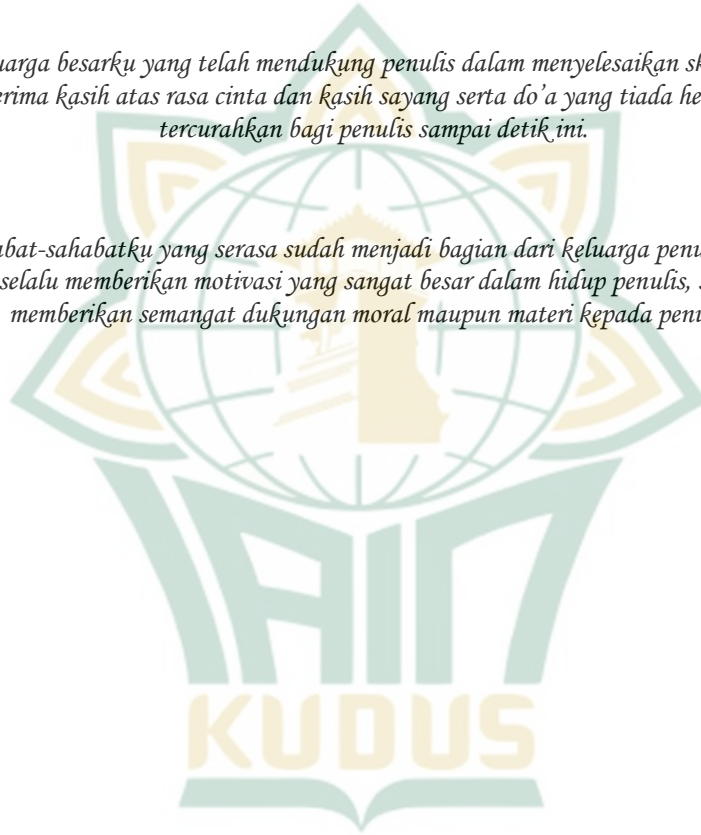 uarga besarku yang telah mendukung penulis dalam menyelesaikan sk
erima kasih atas rasa cinta dan kasih sayang serta do'a yang tiada he
tercurahkan bagi penulis sampai detik ini.
abat-sahabatku yang serasa sudah menjadi bagian dari keluarga penu
selalu memberikan motivasi yang sangat besar dalam hidup penulis,
memberikan semangat dukungan moral maupun materi kepada penu
IAIN
KUDUS